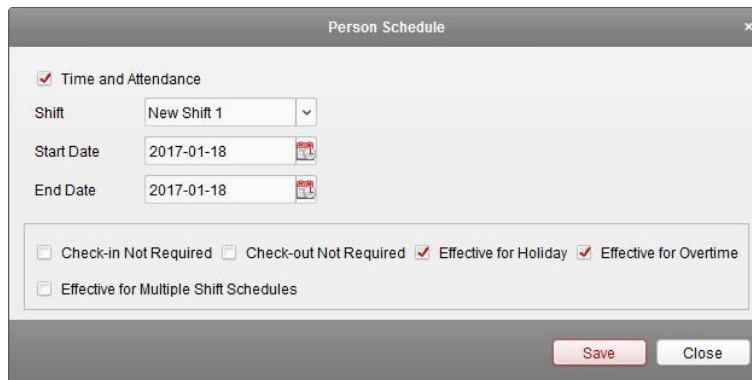 Person Schedule
Time and Attendance
Shift New Shift 1
Start Date 2017-01-18
End Date 2017-01-18
Check-in Not Required Check-out Not Required Effective for Holiday Effective for Overtime
Effective for Multiple Shift Schedules
Save Close